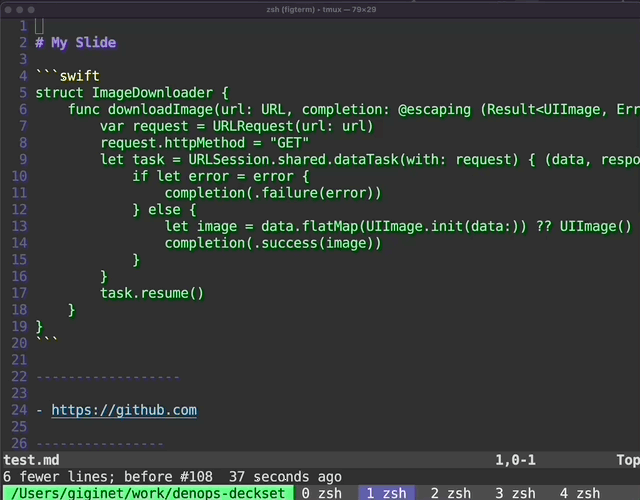 zsh (figterm) — tmux — 79×29
1
2 # My Slide
3
4 ```swift
5 struct ImageDownloader {
6     func downloadImage(url: URL, completion: @escaping (Result<UIImage, Err
7         var request = URLRequest(url: url)
8         request.httpMethod = "GET"
9         let task = URLSession.shared.dataTask(with: request) { (data, respo
10             if let error = error {
11                 completion(.failure(error))
12             } else {
13                 let image = data.flatMap(UIImage.init(data:)) ?? UIImage()
14                 completion(.success(image))
15             }
16         }
17         task.resume()
18     }
19 }
20 ```
21
22 ------------------
23
24 - https://github.com
25
26 ----------------
test.md 1,0-1 Top
6 fewer lines; before #108  37 seconds ago
/Users/giginet/work/denops-deckset 0 zsh 1 zsh 2 zsh 3 zsh 4 zsh